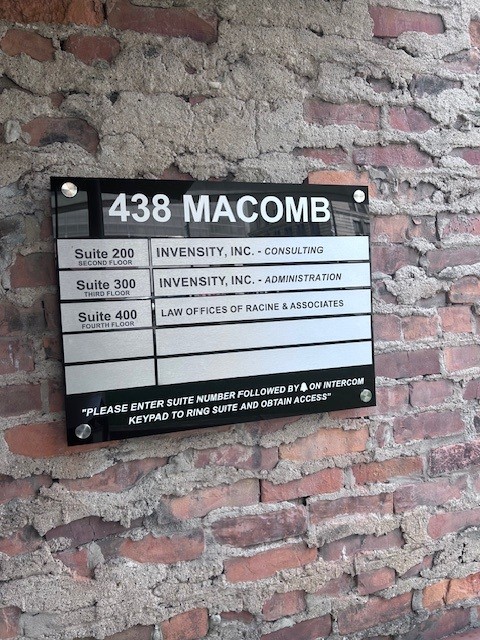 438 MACOMB
Suite 200 INVENSITY, INC. - CONSULTING
SECOND FLOOR
Suite 300 INVENSITY, INC. - ADMINISTRATION
THIRD FLOOR
Suite 400 LAW OFFICES OF RACINE & ASSOCIATES
FOURTH FLOOR
"PLEASE ENTER SUITE NUMBER FOLLOWED BY 🔔 ON INTERCOM
KEYPAD TO RING SUITE AND OBTAIN ACCESS"